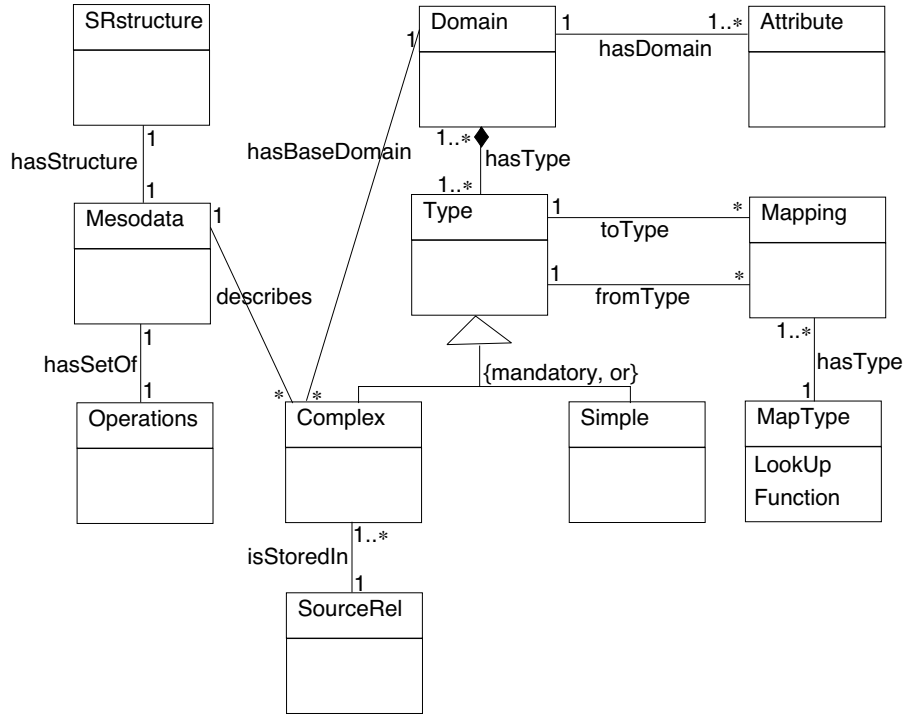 SRstructure
Domain
Attribute
1
1
1..*
hasDomain
1
hasStructure
1
hasBaseDomain
1..*
hasType
1..*
Mesodata
1
Type
1
*
toType
Mapping
1
*
fromType
describes
1
hasSetOf
1
1..*
hasType
1
{mandatory, or}
*
*
Operations
Complex
Simple
MapType
LookUp
Function
1..*
isStoredIn
1
SourceRel